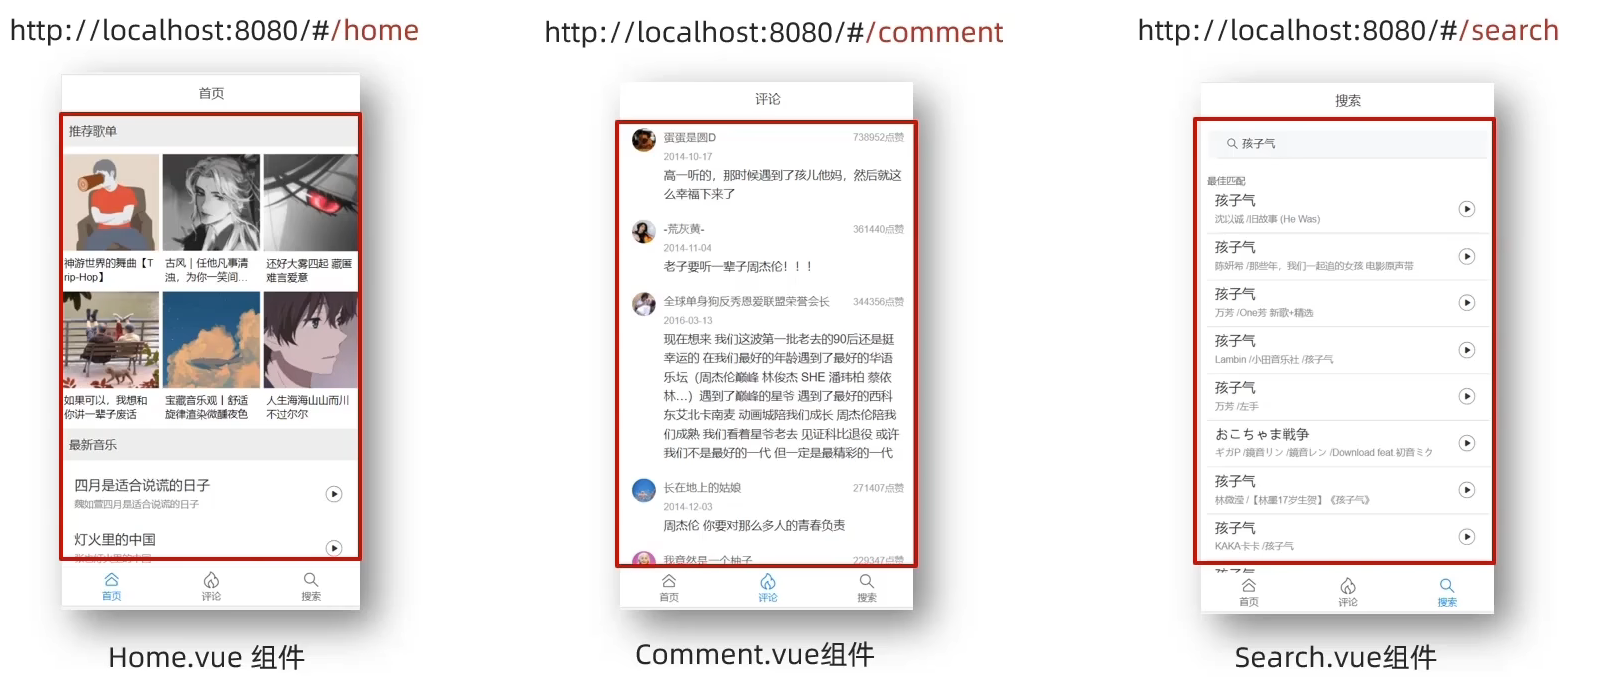 http://localhost:8080/#/home
首页
推荐歌单
神游世界的舞曲【T
rip-Hop】
古风｜任他凡事清
浊，为你一笑间...
还好大雾四起 藏匿
难言爱意
如果可以，我想和
你讲一辈子废话
宝藏音乐观丨舒适
旋律渲染微醺夜色
人生海海山山而川
不过尔尔
最新音乐
四月是适合说谎的日子
魏如萱四月是适合说谎的日子
灯火里的中国
首页
评论
搜索
Home.vue 组件
http://localhost:8080/#/comment
评论
蛋蛋是圆D
738952点赞
2014-10-17
高一听的，那时候遇到了孩儿他妈，然后就这
么幸福下来了
-荒灰黄-
361440点赞
2014-11-04
老子要听一辈子周杰伦！！！
全球单身狗反秀恩爱联盟荣誉会长
344356点赞
2016-03-13
现在想来 我们这波第一批老去的90后还是挺
幸运的 在我们最好的年龄遇到了最好的华语
乐坛（周杰伦巅峰 林俊杰 SHE 潘玮柏 蔡依
林...）遇到了巅峰的星爷 遇到了最好的西科
东艾北卡南麦 动画城陪我们成长 周杰伦陪我
们成熟 我们看着星爷老去 见证科比退役 或许
我们不是最好的一代 但一定是最精彩的一代
长在地上的姑娘
271407点赞
2014-12-03
周杰伦 你要对那么多人的青春负责
我竟然是一个柚子
229347点赞
首页
评论
搜索
Comment.vue组件
http://localhost:8080/#/search
搜索
孩子气
最佳匹配
孩子气
沈以诚 /旧故事 (He Was)
孩子气
陈妍希 /那些年，我们一起追的女孩 电影原声带
孩子气
万芳 /One芳 新歌+精选
孩子气
Lambin /小田音乐社 /孩子气
孩子气
万芳 /左手
おこちゃま戦争
ギガP /鏡音リン /鏡音レン /Download feat.初音ミク
孩子气
林微滢 /【林墨17岁生贺】《孩子气》
孩子气
KAKA卡卡 /孩子气
孩子气
首页
评论
搜索
Search.vue组件